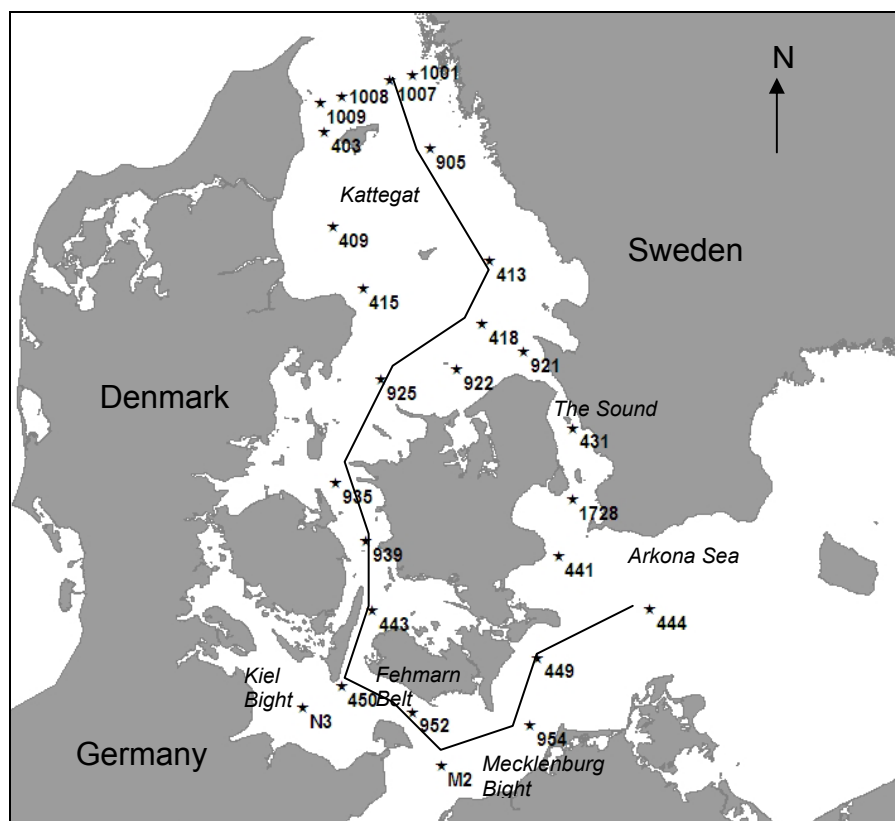 N
1001
1007
1008
1009
403
905
Kattegat
409
Sweden
413
415
418
921
922
925
Denmark
The Sound
431
935
1728
939
441
Arkona Sea
443
444
449
Kiel
Bight
Fehmarn
Belt
450
N3
952
954
Germany
M2
Mecklenburg
Bight